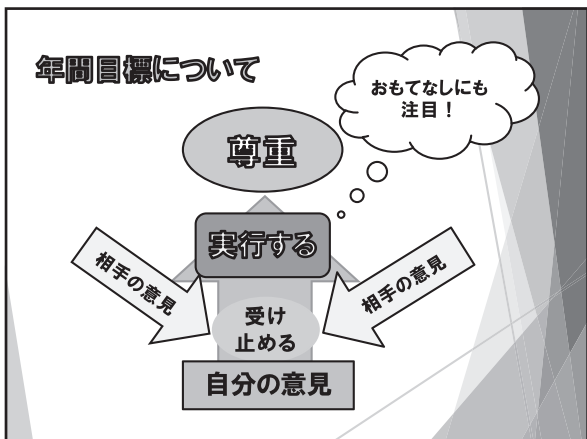 年間目標について
おもてなしにも
注目！
尊重
実行する
相手の意見
相手の意見
受け
止める
自分の意見